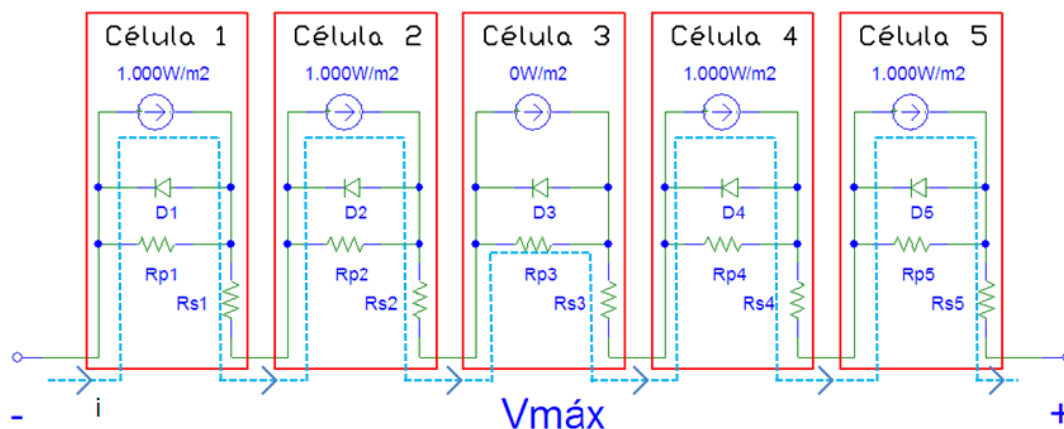 Célula 1 Célula 2 Célula 3 Célula 4 Célula 5
1.000W/m2 1.000W/m2 0W/m2 1.000W/m2 1.000W/m2
D1 D2 D3 D4 D5
Rp1 Rp2 Rp3 Rp4 Rp5
Rs1 Rs2 Rs3 Rs4 Rs5
- i Vmáx +